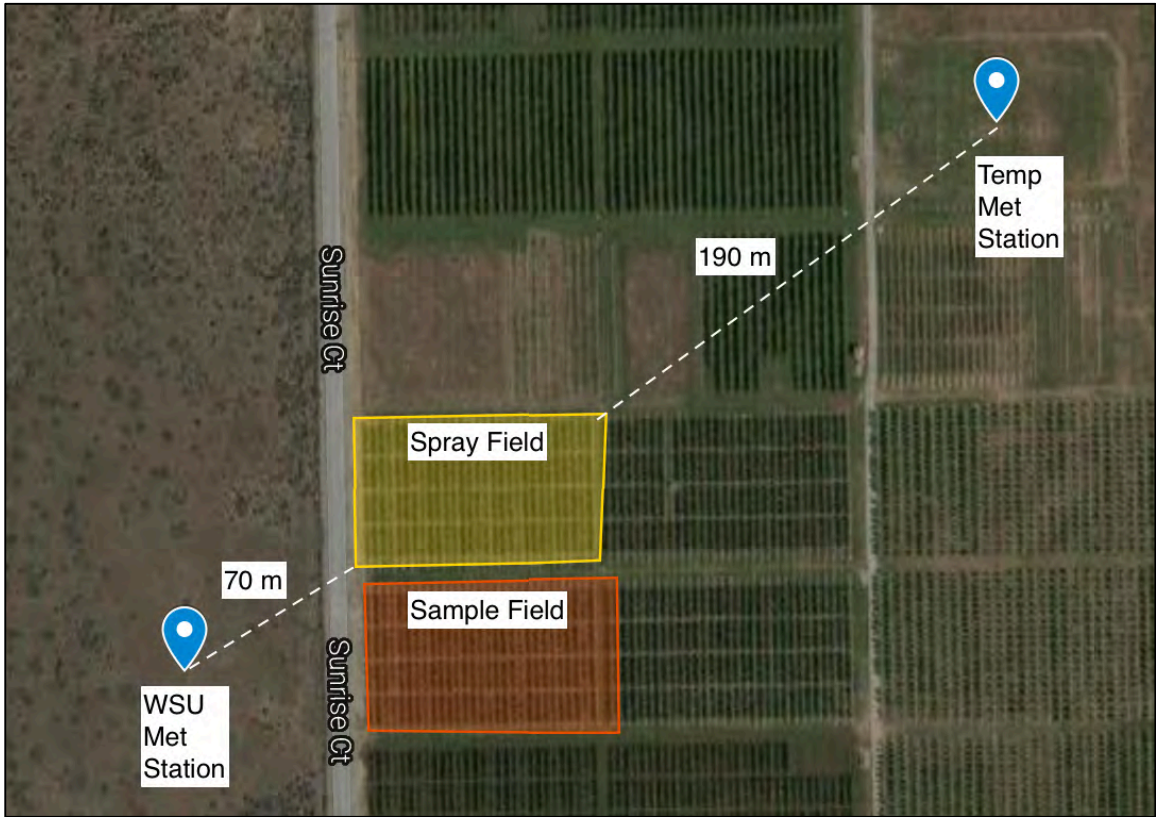 Temp
Met
Station
190 m
Sunrise Ct
Spray Field
70 m
Sample Field
Sunrise Ct
WSU
Met
Station